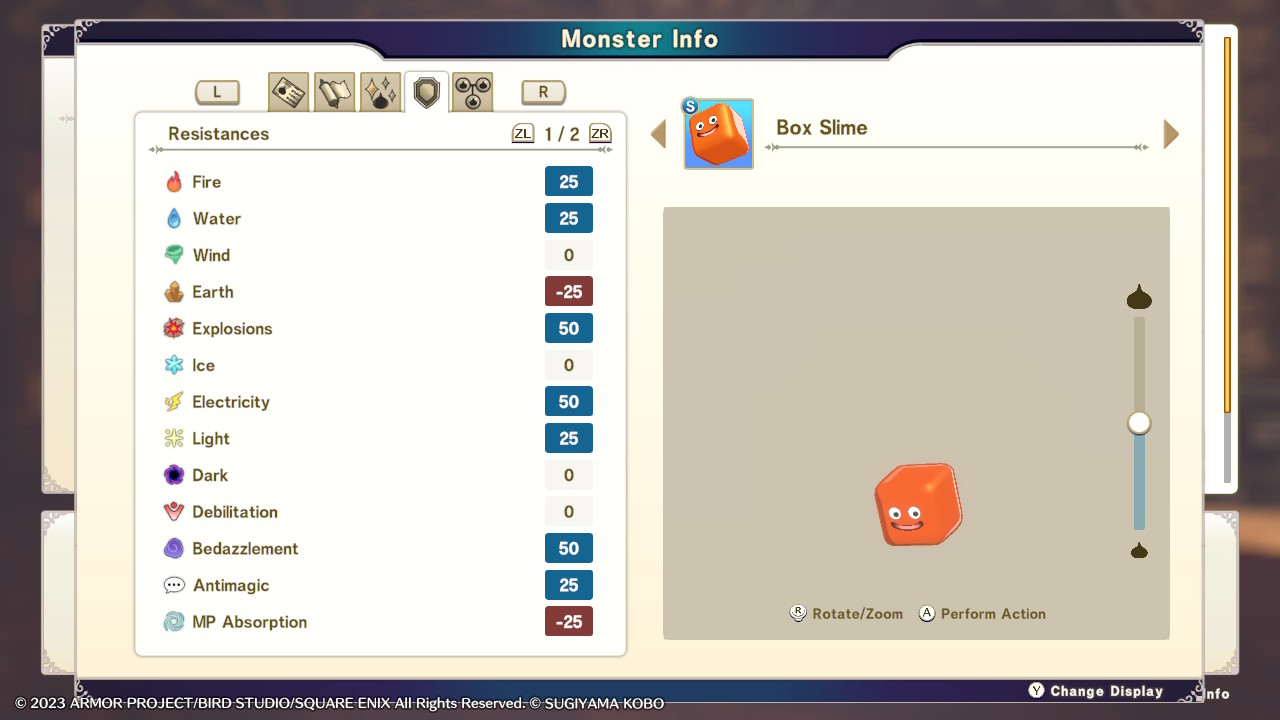 Monster Info
L
R
Resistances
ZL 1 / 2 ZR
Fire 25
Water 25
Wind 0
Earth -25
Explosions 50
Ice 0
Electricity 50
Light 25
Dark 0
Debilitation 0
Bedazzlement 50
Antimagic 25
MP Absorption -25
S
Box Slime
R Rotate/Zoom A Perform Action
Y Change Display
Info
© 2023 ARMOR PROJECT/BIRD STUDIO/SQUARE ENIX All Rights Reserved. © SUGIYAMA KOBO